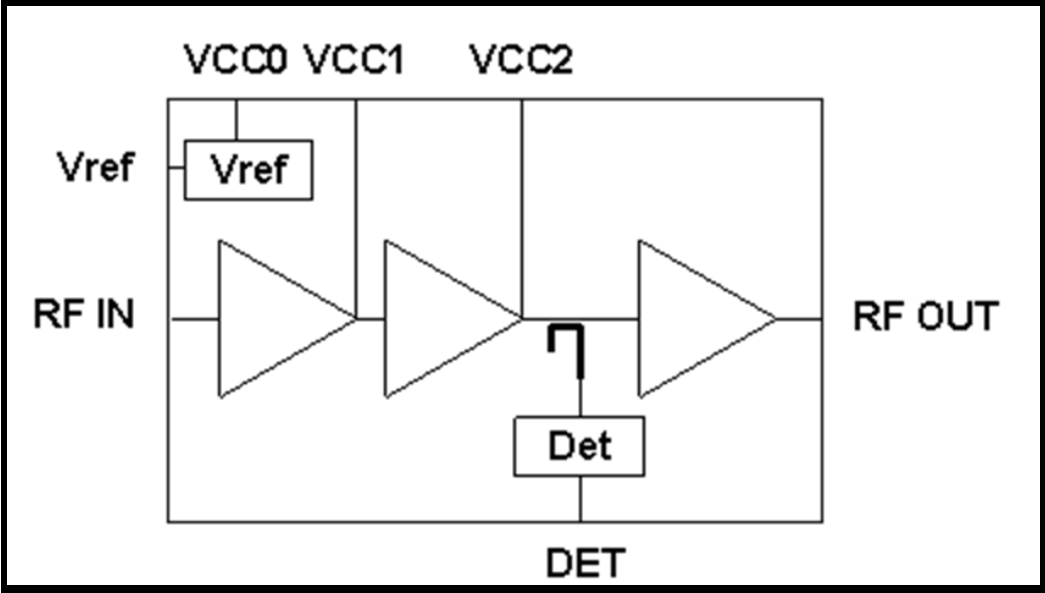 VCC0 VCC1 VCC2
Vref
Vref
RF IN
RF OUT
Det
DET